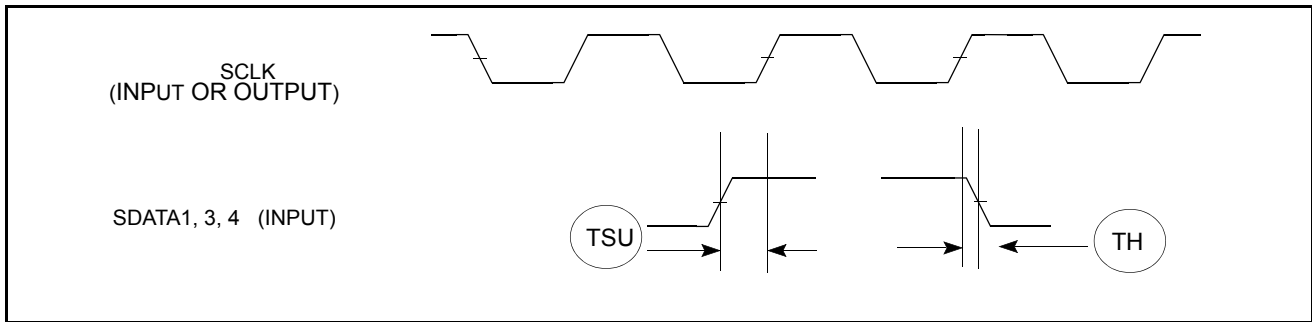 SCLK
(INPUT OR OUTPUT)
SDATA1, 3, 4 (INPUT)
TSU
TH